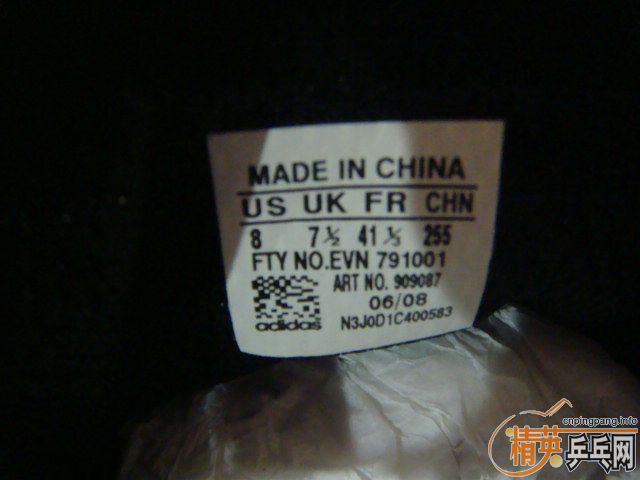 MADE IN CHINA
US UK FR CHN
8 7½ 41⅓ 255
FTY NO.EVN 791001
ART NO. 909087
06/08
adidas N3J0D1C400583
cnpingpang.info
精英乒乓网